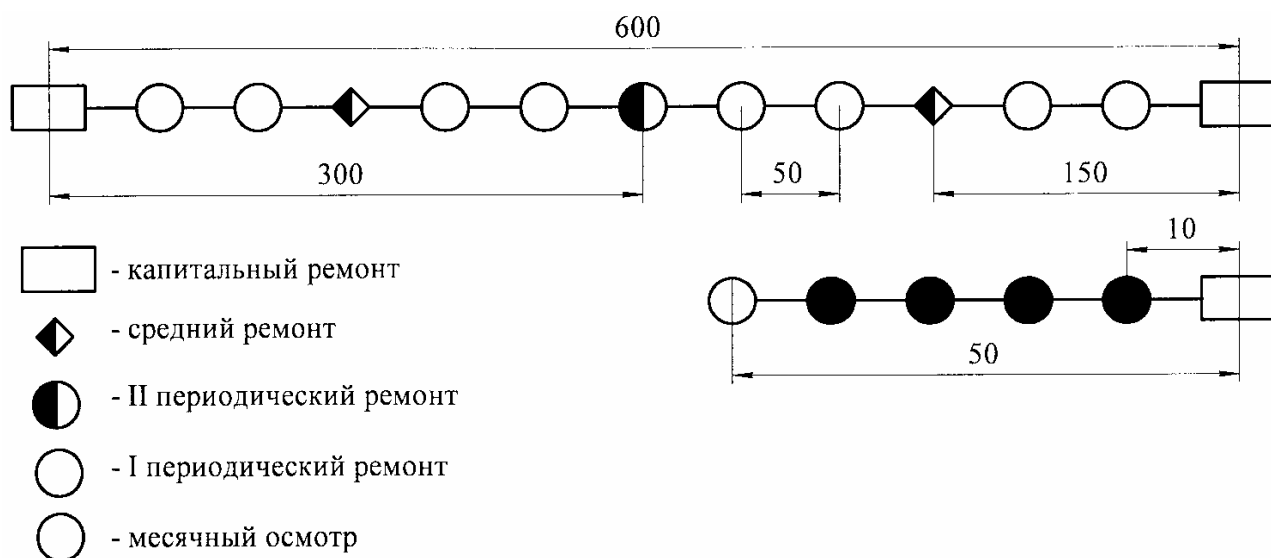 600
300
50
150
10
50
- капитальный ремонт
- средний ремонт
- II периодический ремонт
- I периодический ремонт
- месячный осмотр